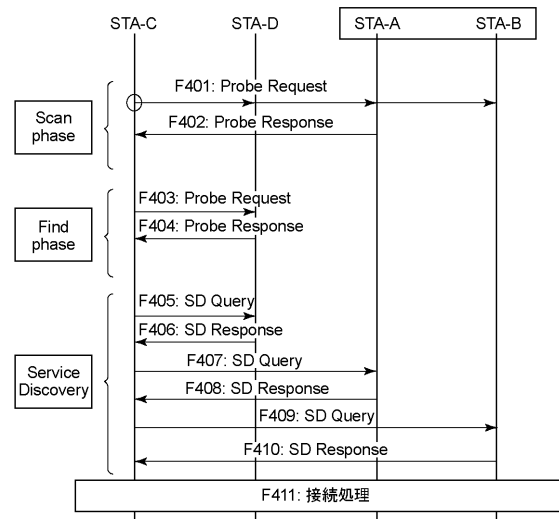 STA-C STA-D STA-A STA-B
F401: Probe Request
Scan
phase
F402: Probe Response
F403: Probe Request
Find
phase
F404: Probe Response
F405: SD Query
F406: SD Response
F407: SD Query
Service
Discovery
F408: SD Response
F409: SD Query
F410: SD Response
F411: 接続処理